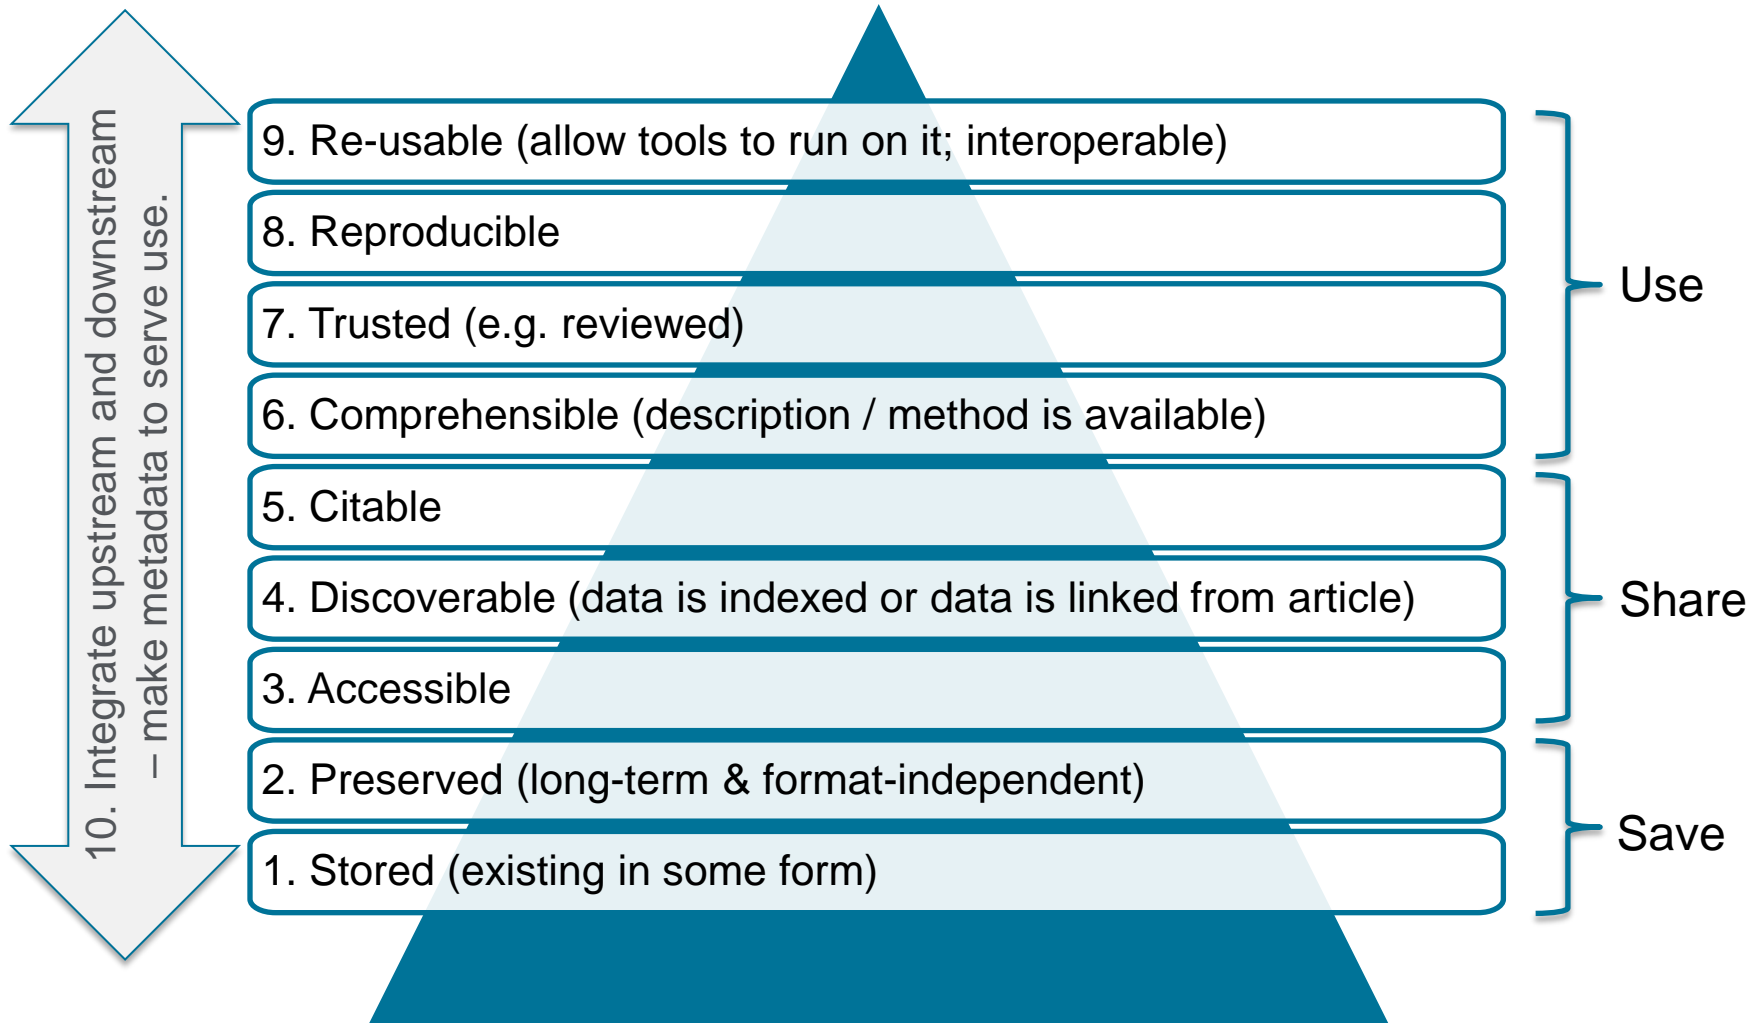 10. Integrate upstream and downstream
– make metadata to serve use.
9. Re-usable (allow tools to run on it; interoperable)
8. Reproducible
7. Trusted (e.g. reviewed)
6. Comprehensible (description / method is available)
5. Citable
4. Discoverable (data is indexed or data is linked from article)
3. Accessible
2. Preserved (long-term & format-independent)
1. Stored (existing in some form)
Use
Share
Save